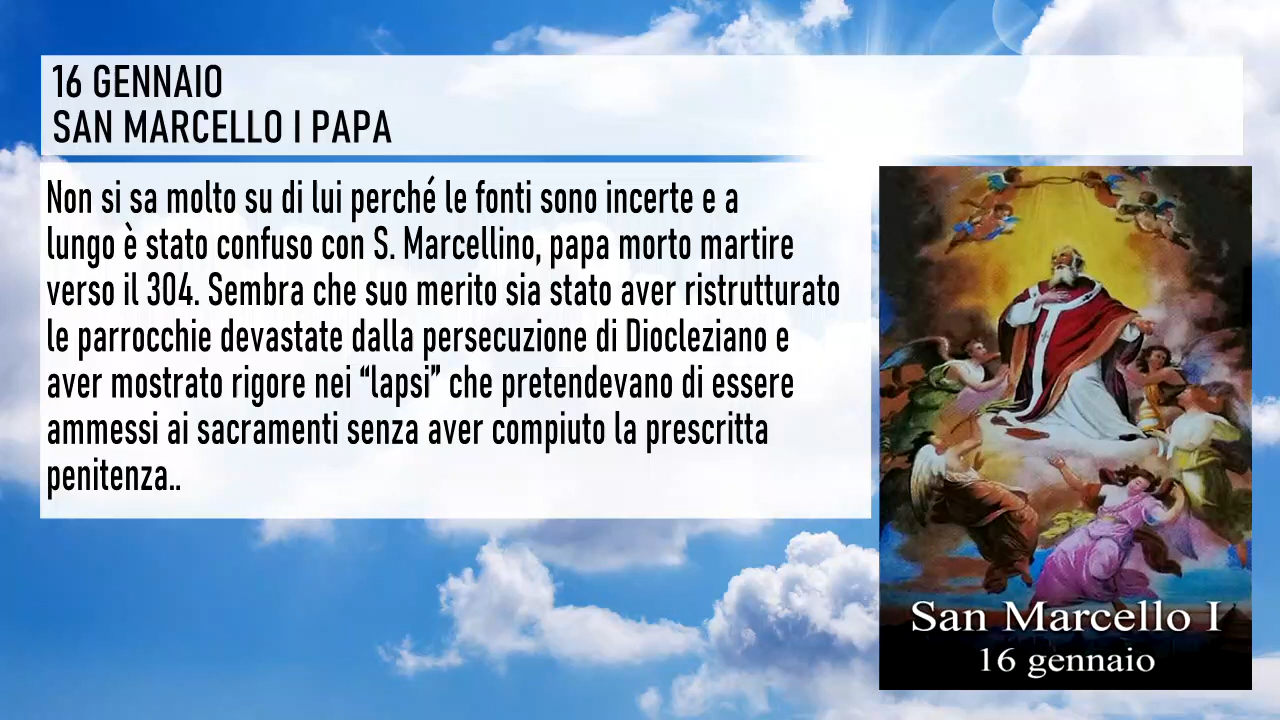 16 GENNAIO
SAN MARCELLO I PAPA
Non si sa molto su di lui perché le fonti sono incerte e a
lungo è stato confuso con S. Marcellino, papa morto martire
verso il 304. Sembra che suo merito sia stato aver ristrutturato
le parrocchie devastate dalla persecuzione di Diocleziano e
aver mostrato rigore nei “lapsi” che pretendevano di essere
ammessi ai sacramenti senza aver compiuto la prescritta
penitenza..
San Marcello I
16 gennaio